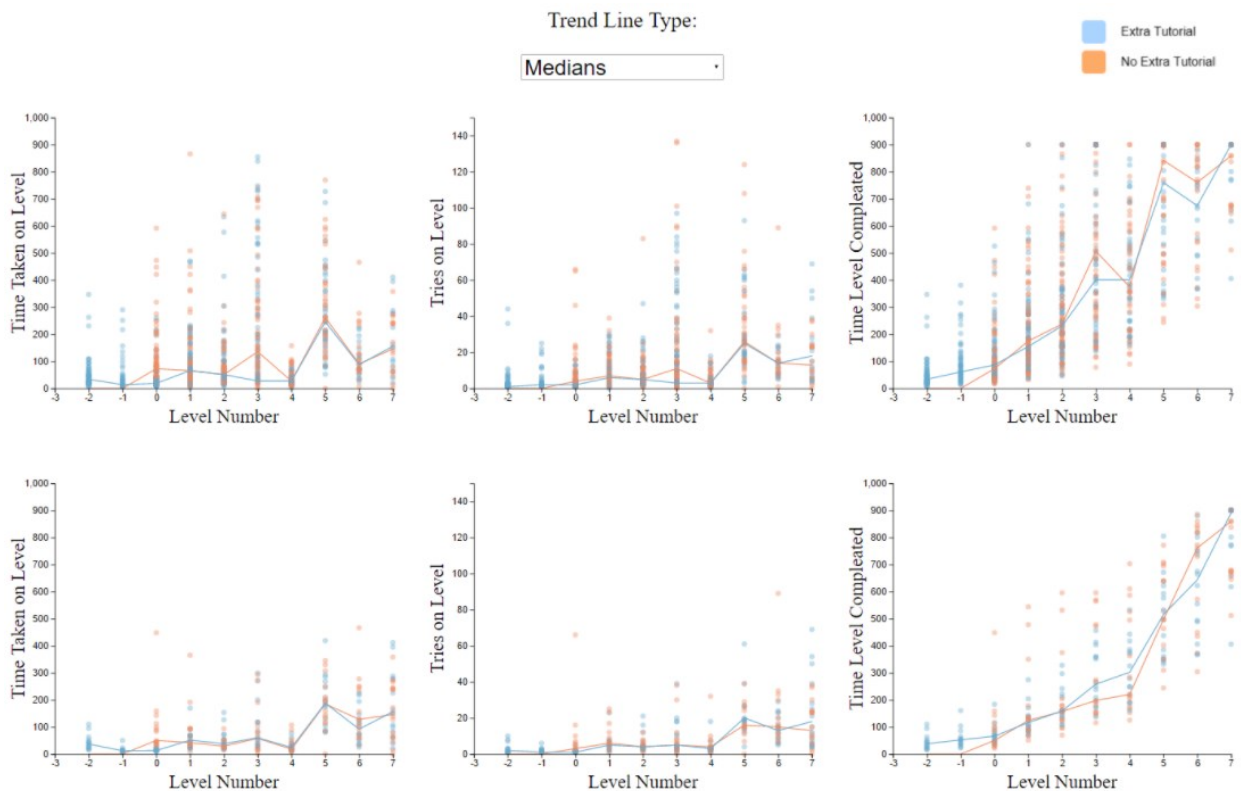 Trend Line Type:
Medians
Extra Tutorial
No Extra Tutorial
1,000
900
800
700
600
500
400
300
200
100
0
Time Taken on Level
-3 -2 -1 0 1 2 3 4 5 6 7
Level Number
140
120
100
80
60
40
20
0
Tries on Level
-3 -2 -1 0 1 2 3 4 5 6 7
Level Number
1,000
900
800
700
600
500
400
300
200
100
0
Time Level Compleated
-3 -2 -1 0 1 2 3 4 5 6 7
Level Number
1,000
900
800
700
600
500
400
300
200
100
0
Time Taken on Level
-3 -2 -1 0 1 2 3 4 5 6 7
Level Number
140
120
100
80
60
40
20
0
Tries on Level
-3 -2 -1 0 1 2 3 4 5 6 7
Level Number
1,000
900
800
700
600
500
400
300
200
100
0
Time Level Compleated
-3 -2 -1 0 1 2 3 4 5 6 7
Level Number